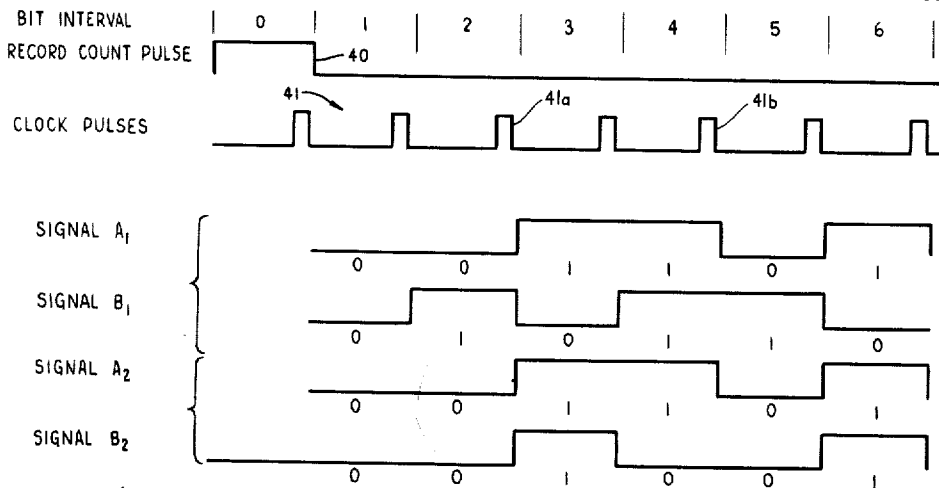 BIT INTERVAL | 0 | 1 | 2 | 3 | 4 | 5 | 6
RECORD COUNT PULSE 40
41 41a 41b
CLOCK PULSES
SIGNAL A1
0 0 1 1 0 1
SIGNAL B1
0 1 0 1 1 0
SIGNAL A2
0 0 1 1 0 1
SIGNAL B2
0 0 1 0 0 1